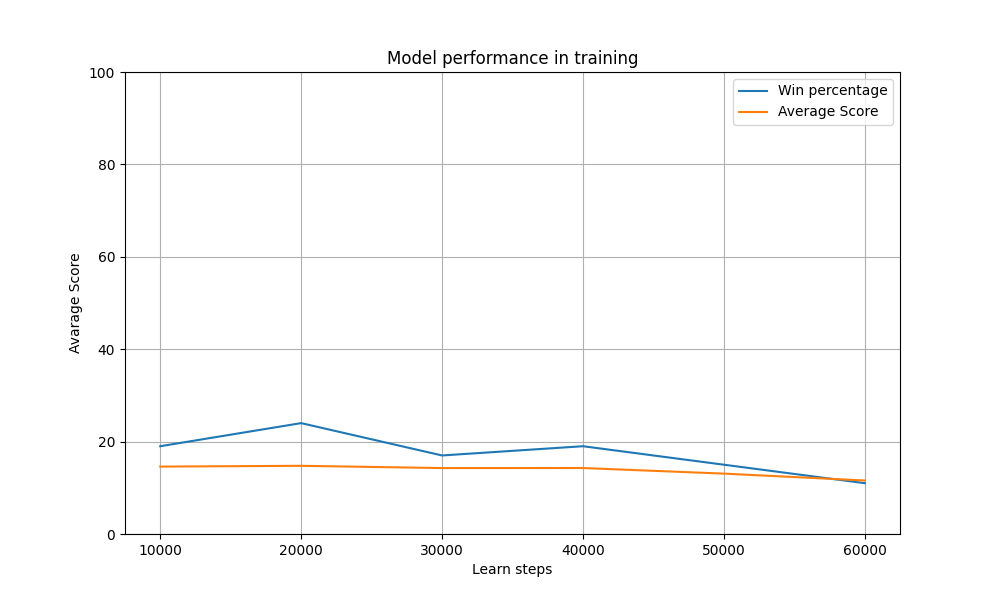 Model performance in training
Win percentage
Average Score
100
80
60
40
20
0
Avarage Score
10000 20000 30000 40000 50000 60000
Learn steps